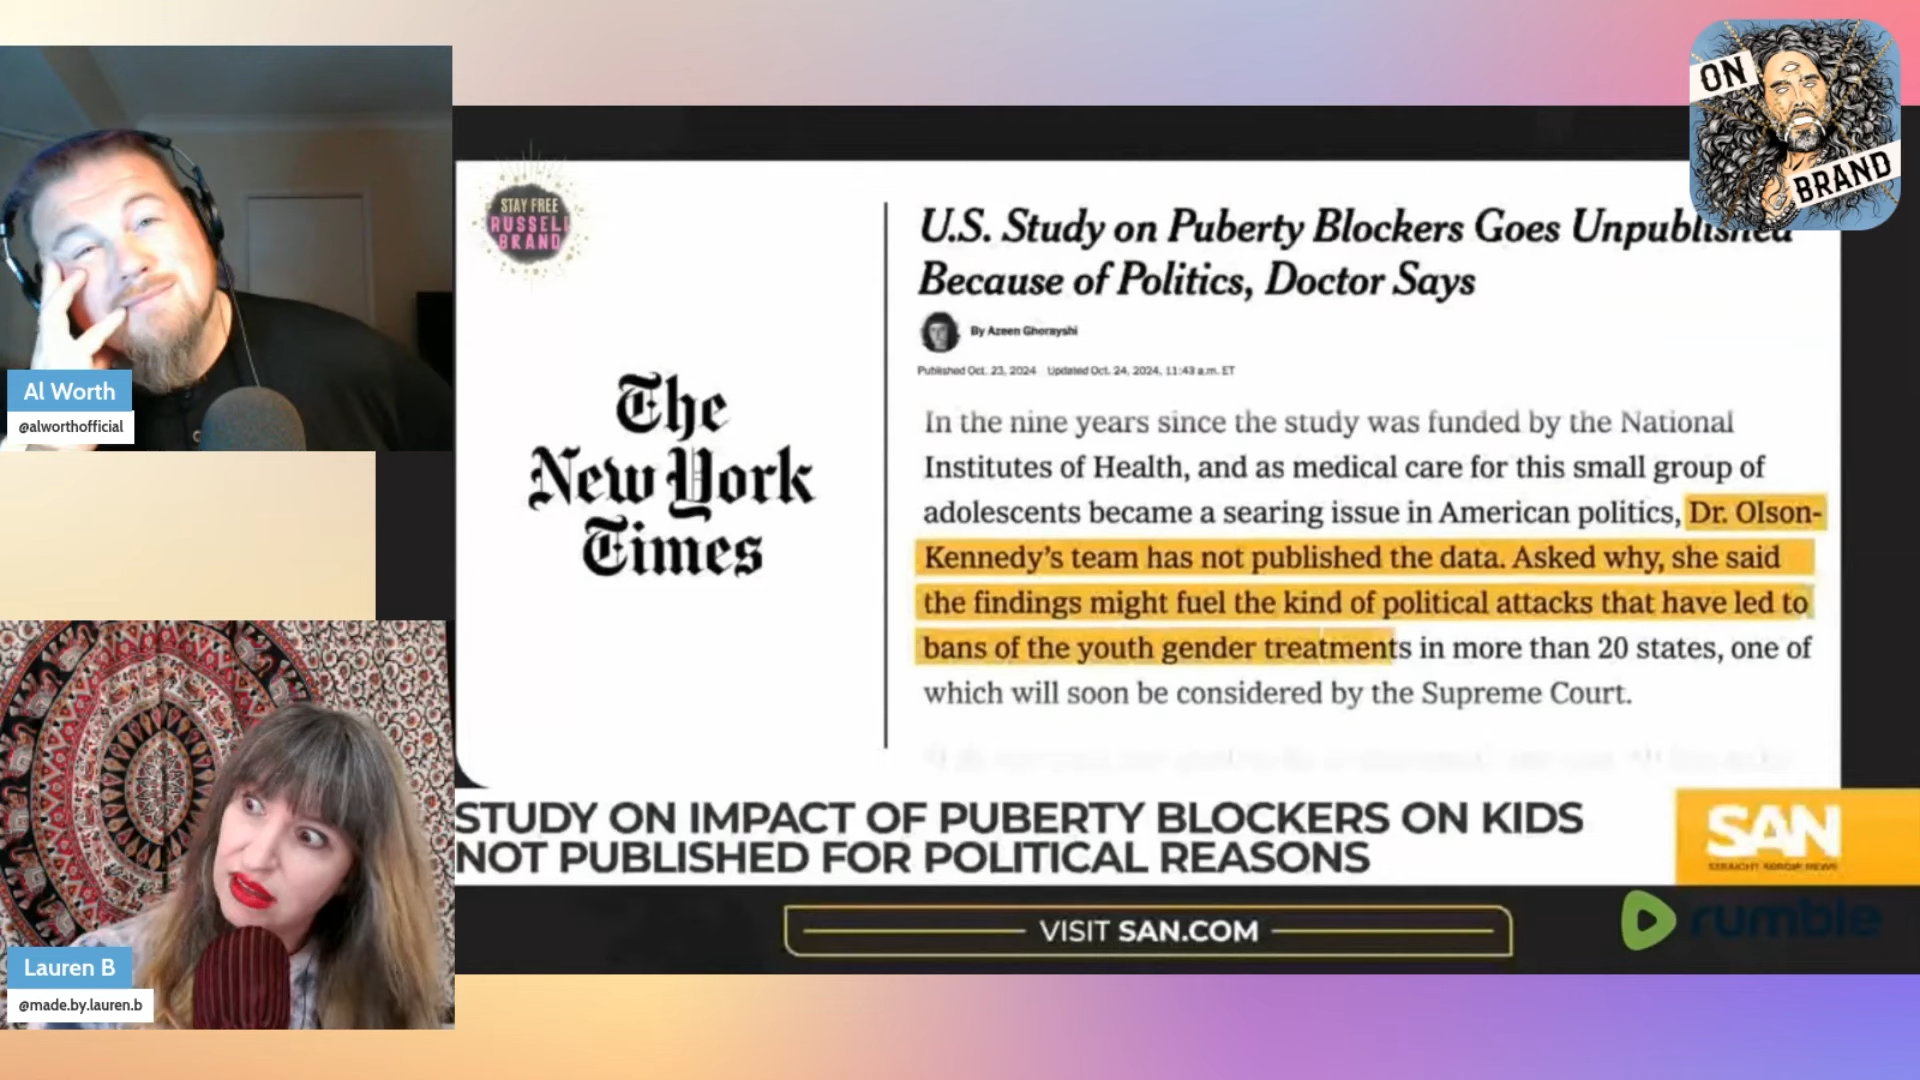 ON
BRAND
STAY FREE
RUSSELL
BRAND
U.S. Study on Puberty Blockers Goes Unpublished
Because of Politics, Doctor Says
By Azeen Ghorayshi
Published Oct. 23, 2024 Updated Oct. 24, 2024, 11:43 a.m. ET
The
New York
Times
In the nine years since the study was funded by the National
Institutes of Health, and as medical care for this small group of
adolescents became a searing issue in American politics, Dr. Olson-
Kennedy’s team has not published the data. Asked why, she said
the findings might fuel the kind of political attacks that have led to
bans of the youth gender treatments in more than 20 states, one of
which will soon be considered by the Supreme Court.
Al Worth
@alworthofficial
STUDY ON IMPACT OF PUBERTY BLOCKERS ON KIDS
NOT PUBLISHED FOR POLITICAL REASONS
SAN
STRAIGHT ARROW NEWS
VISIT SAN.COM
rumble
Lauren B
@made.by.lauren.b